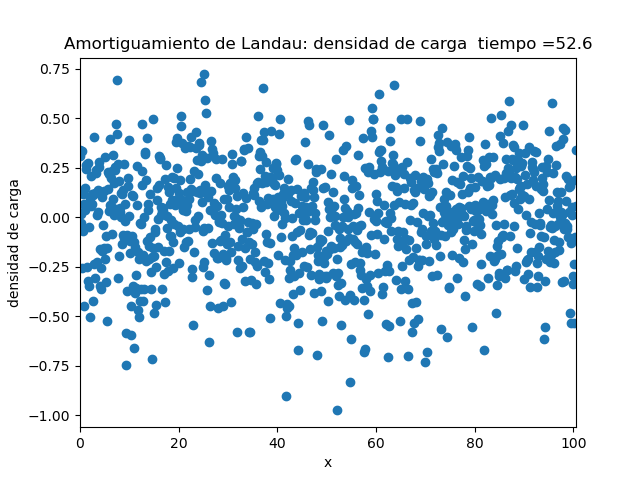 Amortiguamiento de Landau: densidad de carga  tiempo =52.6
0.75
0.50
0.25
0.00
−0.25
−0.50
−0.75
−1.00
densidad de carga
0 20 40 60 80 100
x